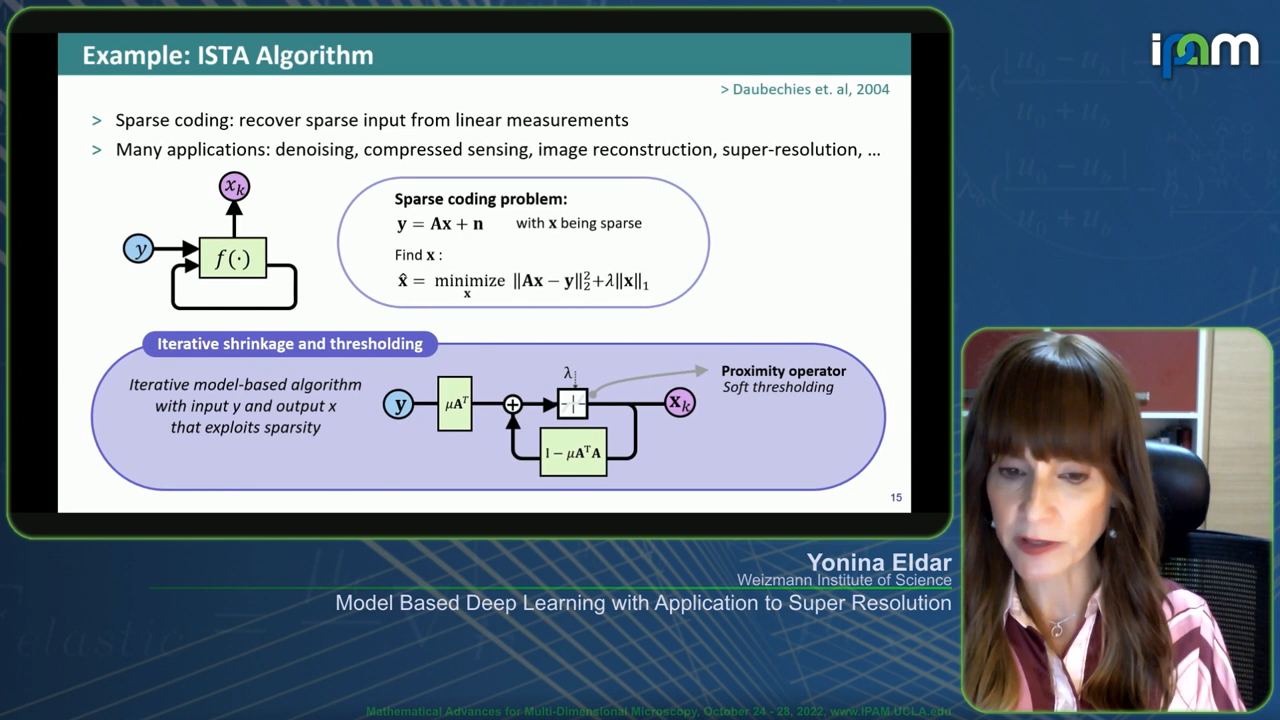 Example: ISTA Algorithm
> Daubechies et. al, 2004
> Sparse coding: recover sparse input from linear measurements
> Many applications: denoising, compressed sensing, image reconstruction, super-resolution, ...
x_k
y
f(·)
Sparse coding problem:
y = Ax + n with x being sparse
Find x :
x̂ = minimize_x ‖Ax − y‖₂²+λ‖x‖₁
Iterative shrinkage and thresholding
Iterative model-based algorithm
with input y and output x
that exploits sparsity
y
μAᵀ
+
λ
x_k
I − μAᵀA
Proximity operator
Soft thresholding
15
ipam
Yonina Eldar
Weizmann Institute of Science
Model Based Deep Learning with Application to Super Resolution
Mathematical Advances for Multi-Dimensional Microscopy, October 24 - 28, 2022, www.IPAM.UCLA.edu